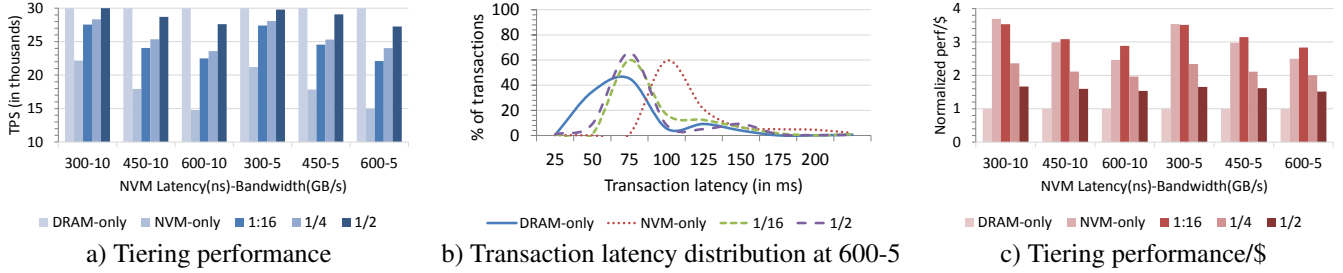 30
25
20
15
10
TPS (in thousands)
300-10 450-10 600-10 300-5 450-5 600-5
NVM Latency(ns)-Bandwidth(GB/s)
DRAM-only NVM-only 1:16 1/4 1/2
a) Tiering performance
100
80
60
40
20
0
% of transactions
25 50 75 100 125 150 175 200
Transaction latency (in ms)
DRAM-only NVM-only 1/16 1/2
b) Transaction latency distribution at 600-5
4
3
2
1
0
Normalized perf/$
300-10 450-10 600-10 300-5 450-5 600-5
NVM Latency(ns)-Bandwidth(GB/s)
DRAM-only NVM-only 1:16 1/4 1/2
c) Tiering performance/$